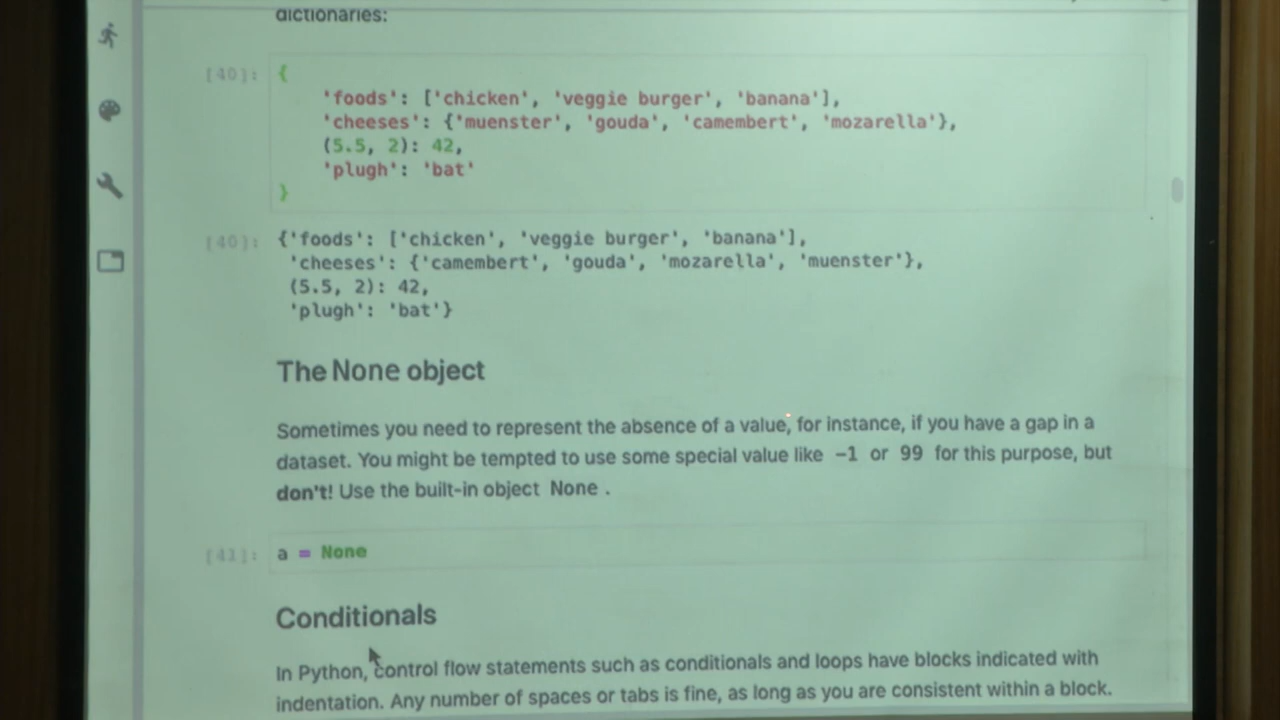 dictionaries:
[40]: {
'foods': ['chicken', 'veggie burger', 'banana'],
'cheeses': {'muenster', 'gouda', 'camembert', 'mozarella'},
(5.5, 2): 42,
'plugh': 'bat'
}
[40]: {'foods': ['chicken', 'veggie burger', 'banana'],
'cheeses': {'camembert', 'gouda', 'mozarella', 'muenster'},
(5.5, 2): 42,
'plugh': 'bat'}
The None object
Sometimes you need to represent the absence of a value, for instance, if you have a gap in a
dataset. You might be tempted to use some special value like -1 or 99 for this purpose, but
don't! Use the built-in object None .
[41]: a = None
Conditionals
In Python, control flow statements such as conditionals and loops have blocks indicated with
indentation. Any number of spaces or tabs is fine, as long as you are consistent within a block.